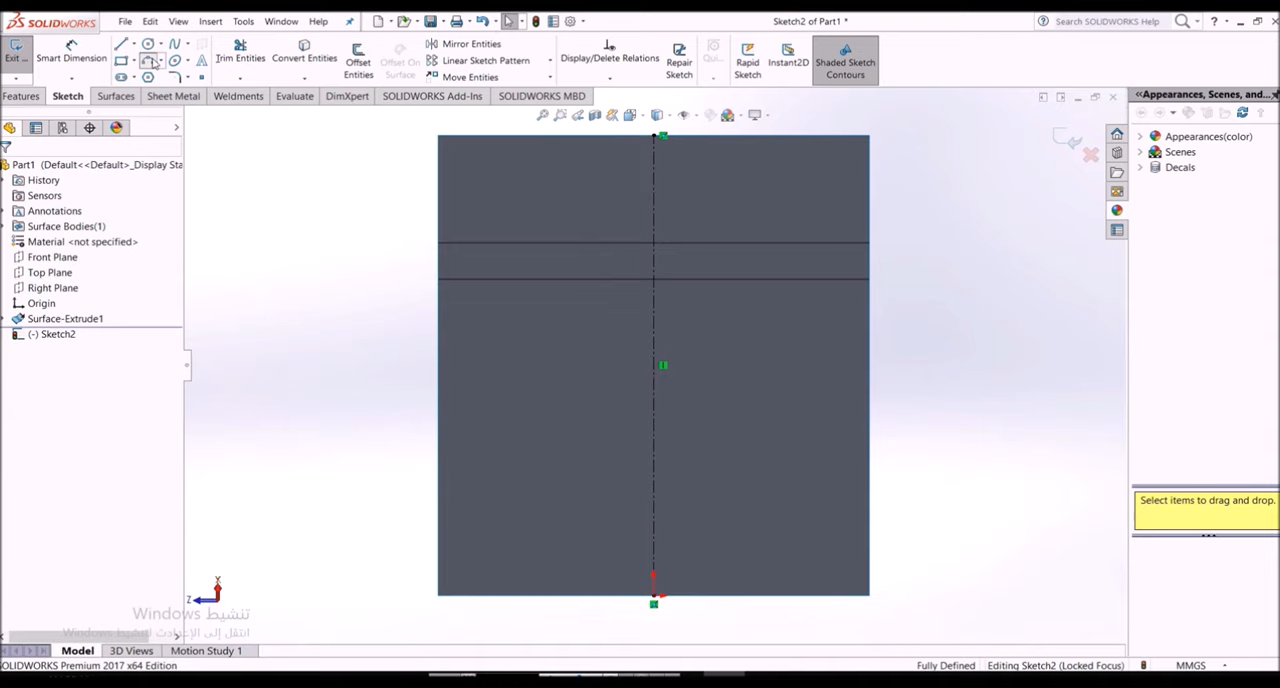 SOLIDWORKS File Edit View Insert Tools Window Help Sketch2 of Part1 * Search SOLIDWORKS Help
Exit ... Smart Dimension Trim Entities Convert Entities Offset Entities Offset On Surface Mirror Entities Linear Sketch Pattern Move Entities Display/Delete Relations Repair Sketch Qui... Rapid Sketch Instant2D Shaded Sketch Contours
Features Sketch Surfaces Sheet Metal Weldments Evaluate DimXpert SOLIDWORKS Add-Ins SOLIDWORKS MBD
Appearances, Scenes, and...
Part1 (Default<<Default>_Display Sta
History
Sensors
Annotations
Surface Bodies(1)
Material <not specified>
Front Plane
Top Plane
Right Plane
Origin
Surface-Extrude1
(-) Sketch2
Appearances(color)
Scenes
Decals
Select items to drag and drop.
Y
Z
تنشيط Windows
Model 3D Views Motion Study 1
OLIDWORKS Premium 2017 x64 Edition Fully Defined Editing Sketch2 (Locked Focus) MMGS